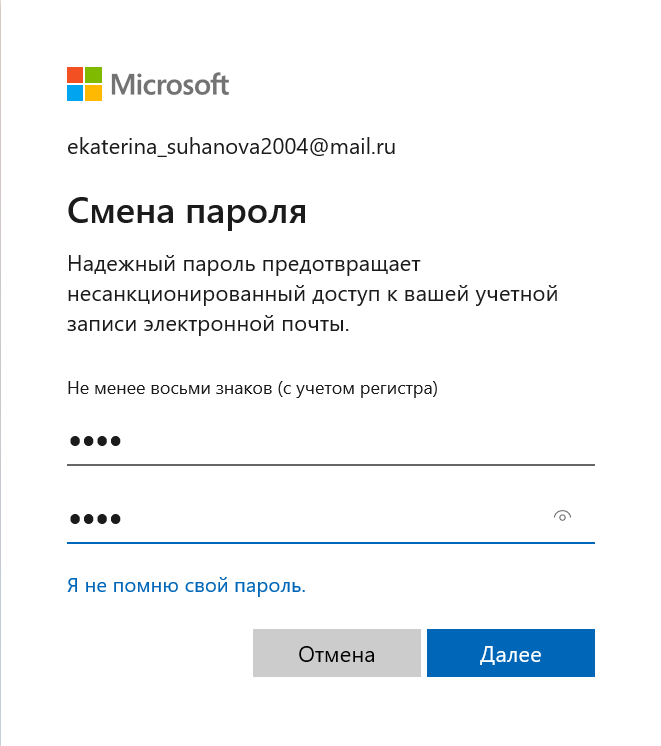 Microsoft
ekaterina_suhanova2004@mail.ru
Смена пароля
Надежный пароль предотвращает
несанкционированный доступ к вашей учетной
записи электронной почты.
Не менее восьми знаков (с учетом регистра)
••••
••••
Я не помню свой пароль.
Отмена Далее